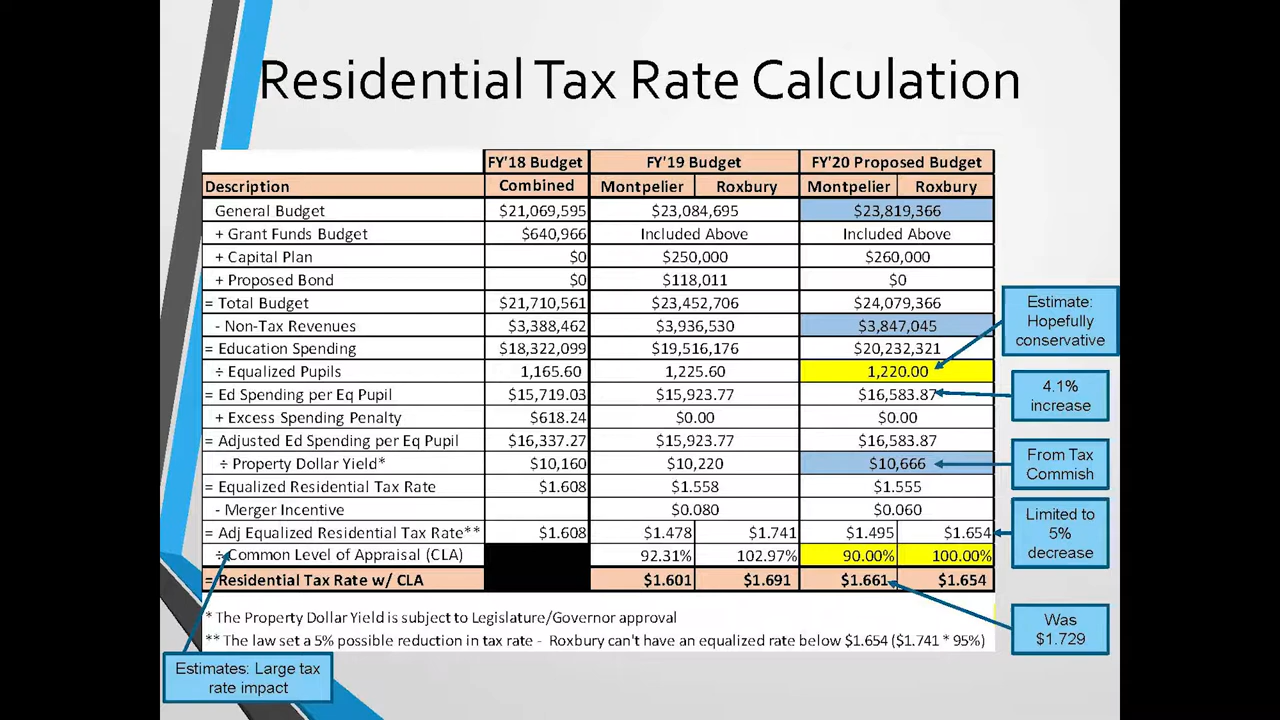 Residential Tax Rate Calculation
FY'18 Budget FY'19 Budget FY'20 Proposed Budget
Description Combined Montpelier Roxbury Montpelier Roxbury
General Budget $21,069,595 $23,084,695 $23,819,366
+ Grant Funds Budget $640,966 Included Above Included Above
+ Capital Plan $0 $250,000 $260,000
+ Proposed Bond $0 $118,011 $0
= Total Budget $21,710,561 $23,452,706 $24,079,366
- Non-Tax Revenues $3,388,462 $3,936,530 $3,847,045
= Education Spending $18,322,099 $19,516,176 $20,232,321
÷ Equalized Pupils 1,165.60 1,225.60 1,220.00
= Ed Spending per Eq Pupil $15,719.03 $15,923.77 $16,583.87
+ Excess Spending Penalty $618.24 $0.00 $0.00
= Adjusted Ed Spending per Eq Pupil $16,337.27 $15,923.77 $16,583.87
÷ Property Dollar Yield* $10,160 $10,220 $10,666
= Equalized Residential Tax Rate $1.608 $1.558 $1.555
- Merger Incentive $0.080 $0.060
= Adj Equalized Residential Tax Rate** $1.608 $1.478 $1.741 $1.495 $1.654
÷ Common Level of Appraisal (CLA) 92.31% 102.97% 90.00% 100.00%
= Residential Tax Rate w/ CLA $1.601 $1.691 $1.661 $1.654
* The Property Dollar Yield is subject to Legislature/Governor approval
** The law set a 5% possible reduction in tax rate - Roxbury can't have an equalized rate below $1.654 ($1.741 * 95%)
Estimate:
Hopefully
conservative
4.1%
increase
From Tax
Commish
Limited to
5%
decrease
Was
$1.729
Estimates: Large tax
rate impact